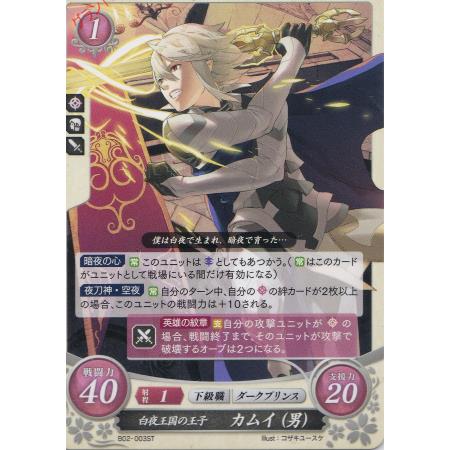 1
僕は白夜で生まれ、暗夜で育った…
暗夜の心 常 このユニットは としてもあつかう。(常はこのカード
がユニットとして戦場にいる間だけ有効になる)
夜刀神・空夜 常 自分のターン中、自分の の絆カードが2枚以上
の場合、このユニットの戦闘力は+10される。
英雄の紋章 支 自分の攻撃ユニットが の
場合、戦闘終了まで、そのユニットが攻撃で
破壊するオーブは2つになる。
戦闘力
40
射程 1 下級職 ダークプリンス
支援力
20
白夜王国の王子 カムイ(男)
B02-003ST
Illust:コザキユースケ